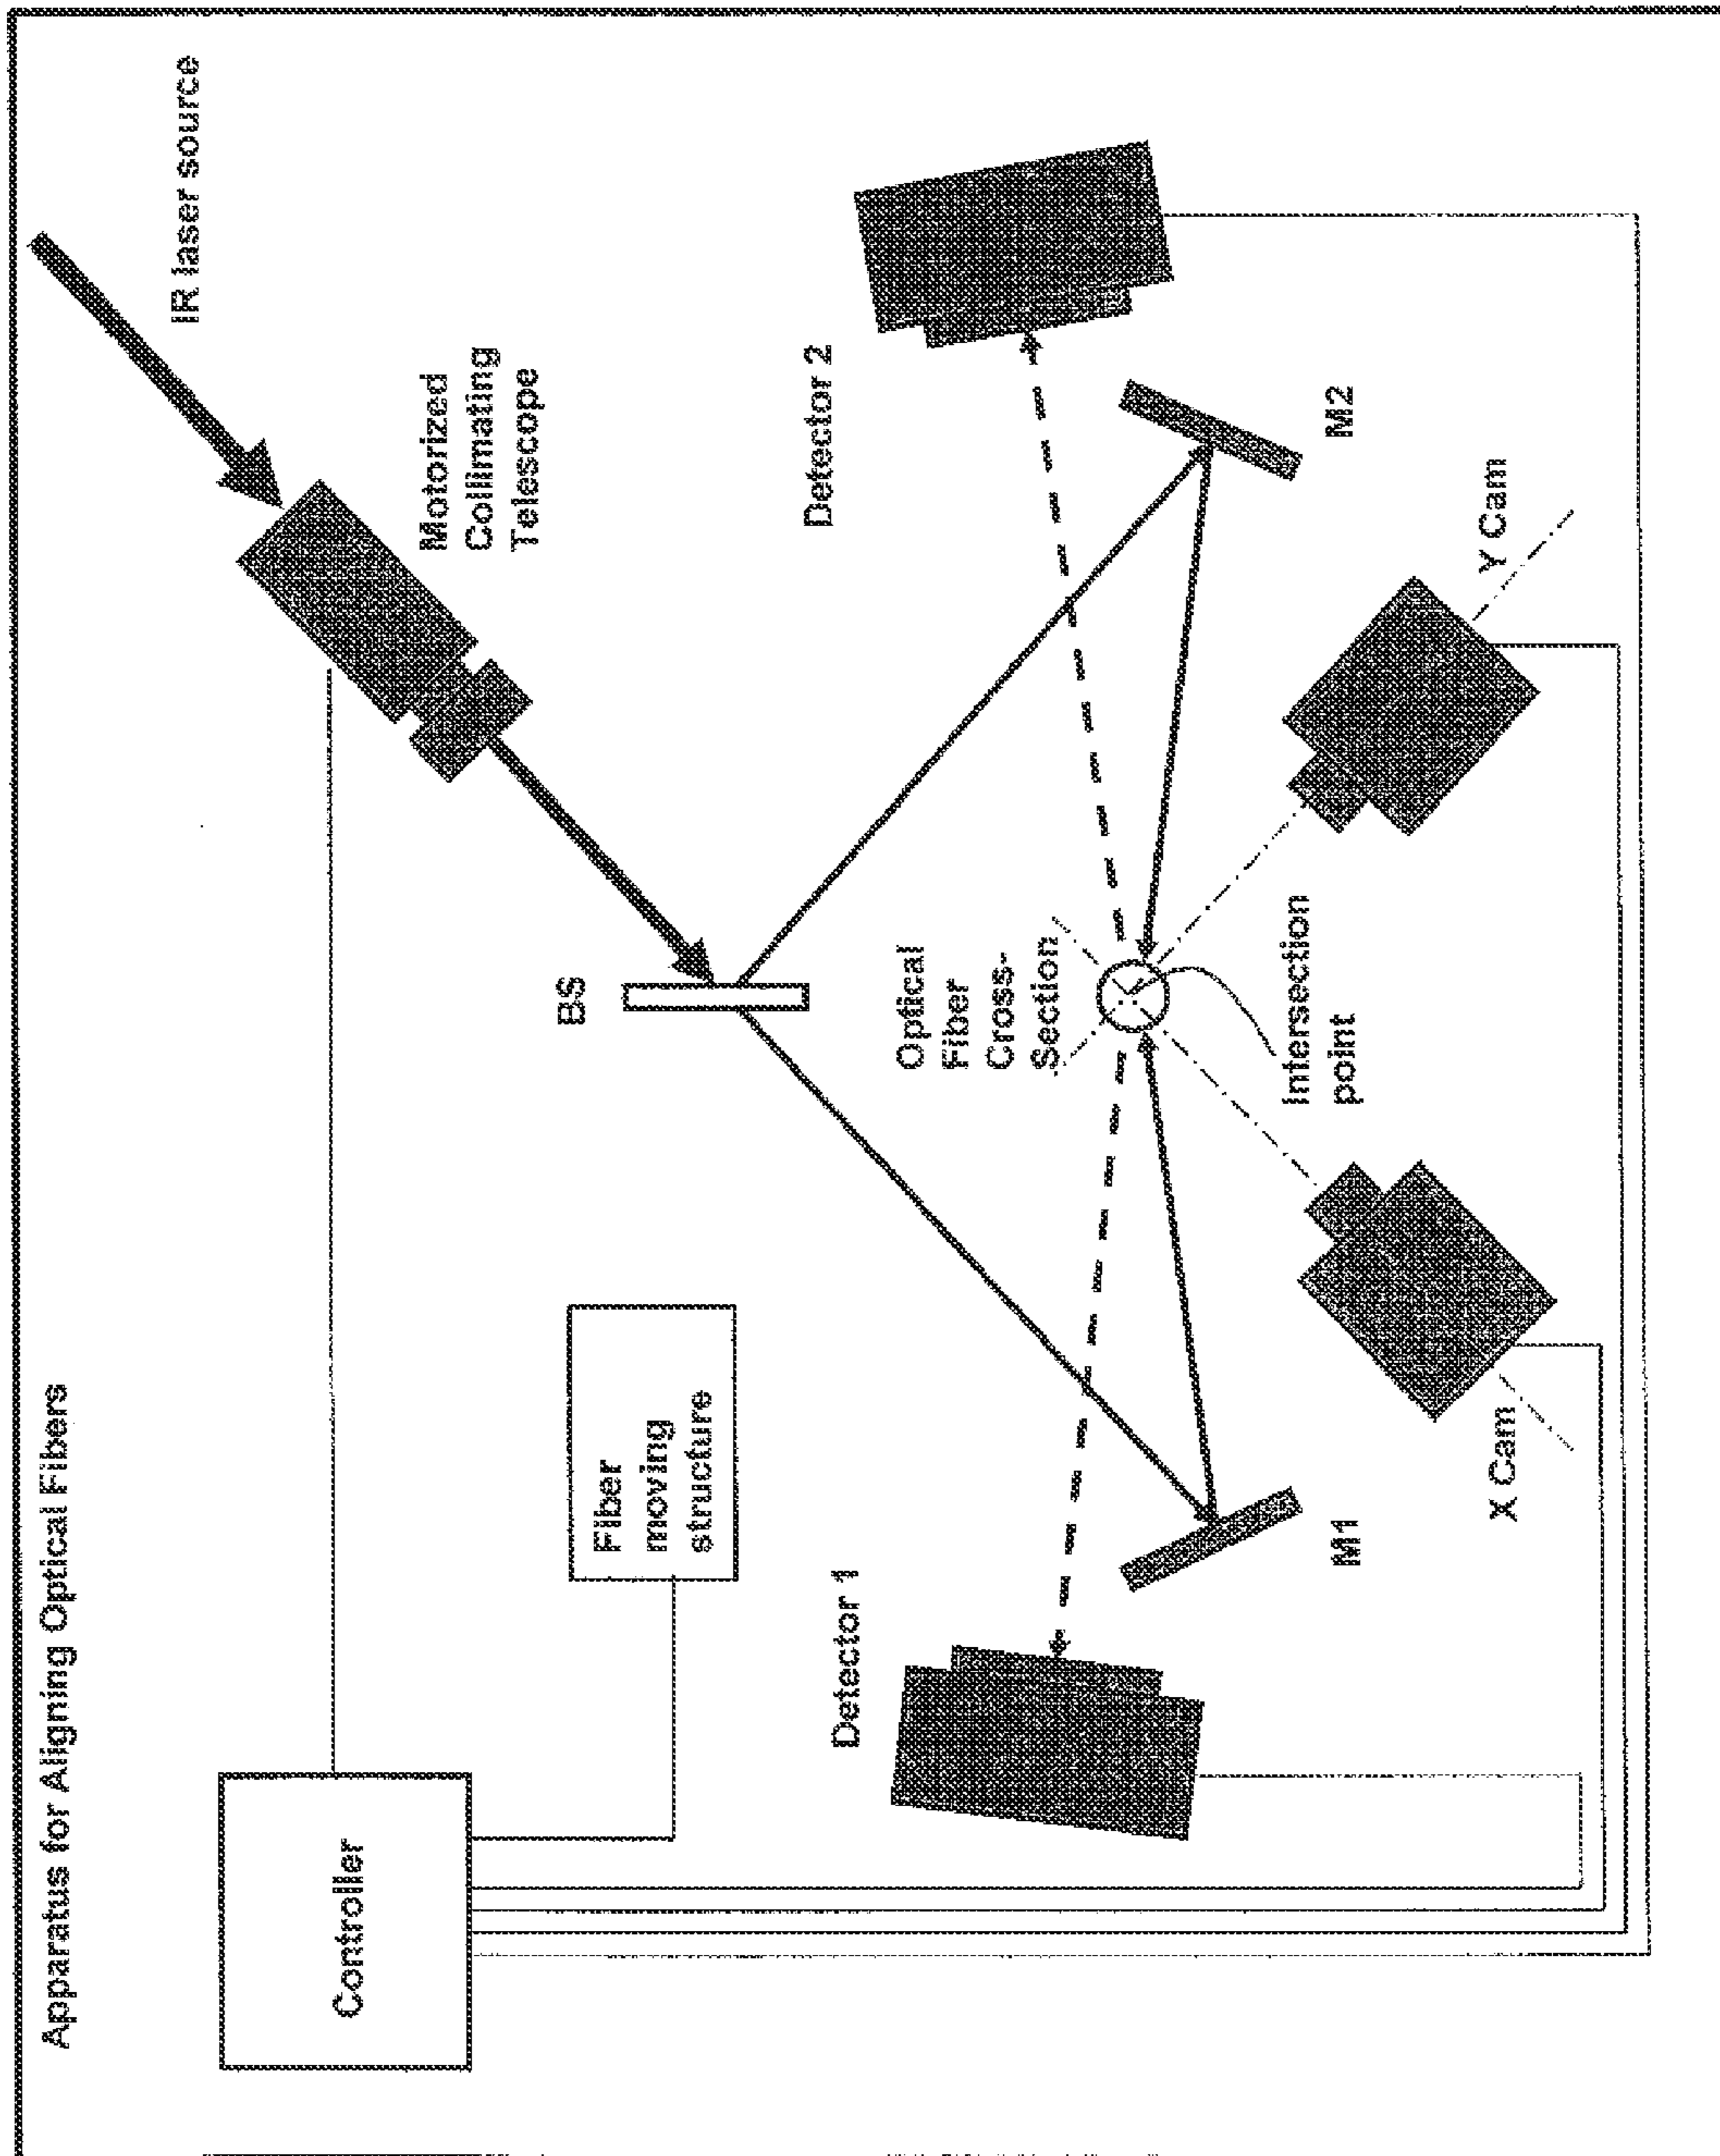 Apparatus for Aligning Optical Fibers
IR laser source
Controller
Motorized
Collimating
Telescope
Fiber
moving
structure
BS
Detector 1
Detector 2
Optical
Fiber
Cross-
Section
M1
M2
Intersection
point
X Cam
Y Cam